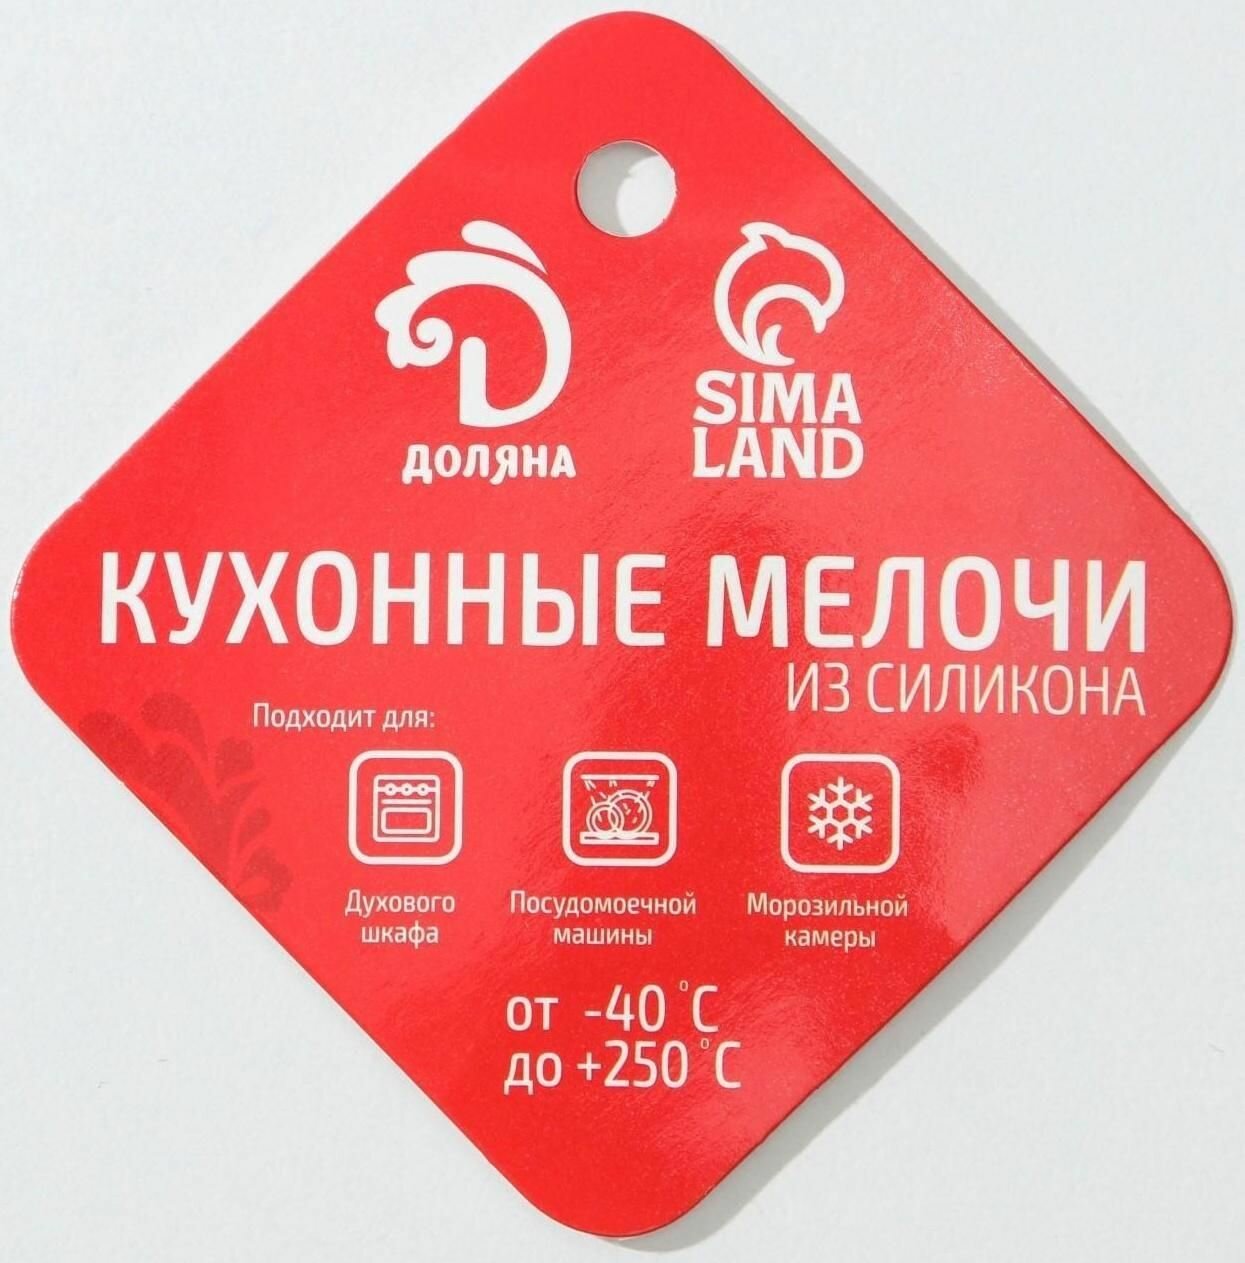 ДОЛЯНА
SIMA
LAND
КУХОННЫЕ МЕЛОЧИ
ИЗ СИЛИКОНА
Подходит для:
Духового
шкафа
Посудомоечной
машины
Морозильной
камеры
от -40 °C
до +250 °C